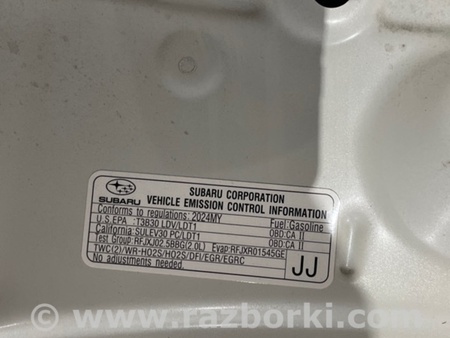 SUBARU CORPORATION
VEHICLE EMISSION CONTROL INFORMATION
SUBARU
Conforms to regulations: 2024MY Fuel:Gasoline
U.S.EPA :T3B30 LDV/LDT1 OBD:CA II
California SULEV30 PC/LDT1 OBD:CA II
Test Group:RFJXJ02.5BBG(2.0L) Evap:RFJXR01545GE
TWC(2)/WR-HO2S/HO2S/DFI/EGR/EGRC
No adjustments needed.
JJ
© www.razborki.com